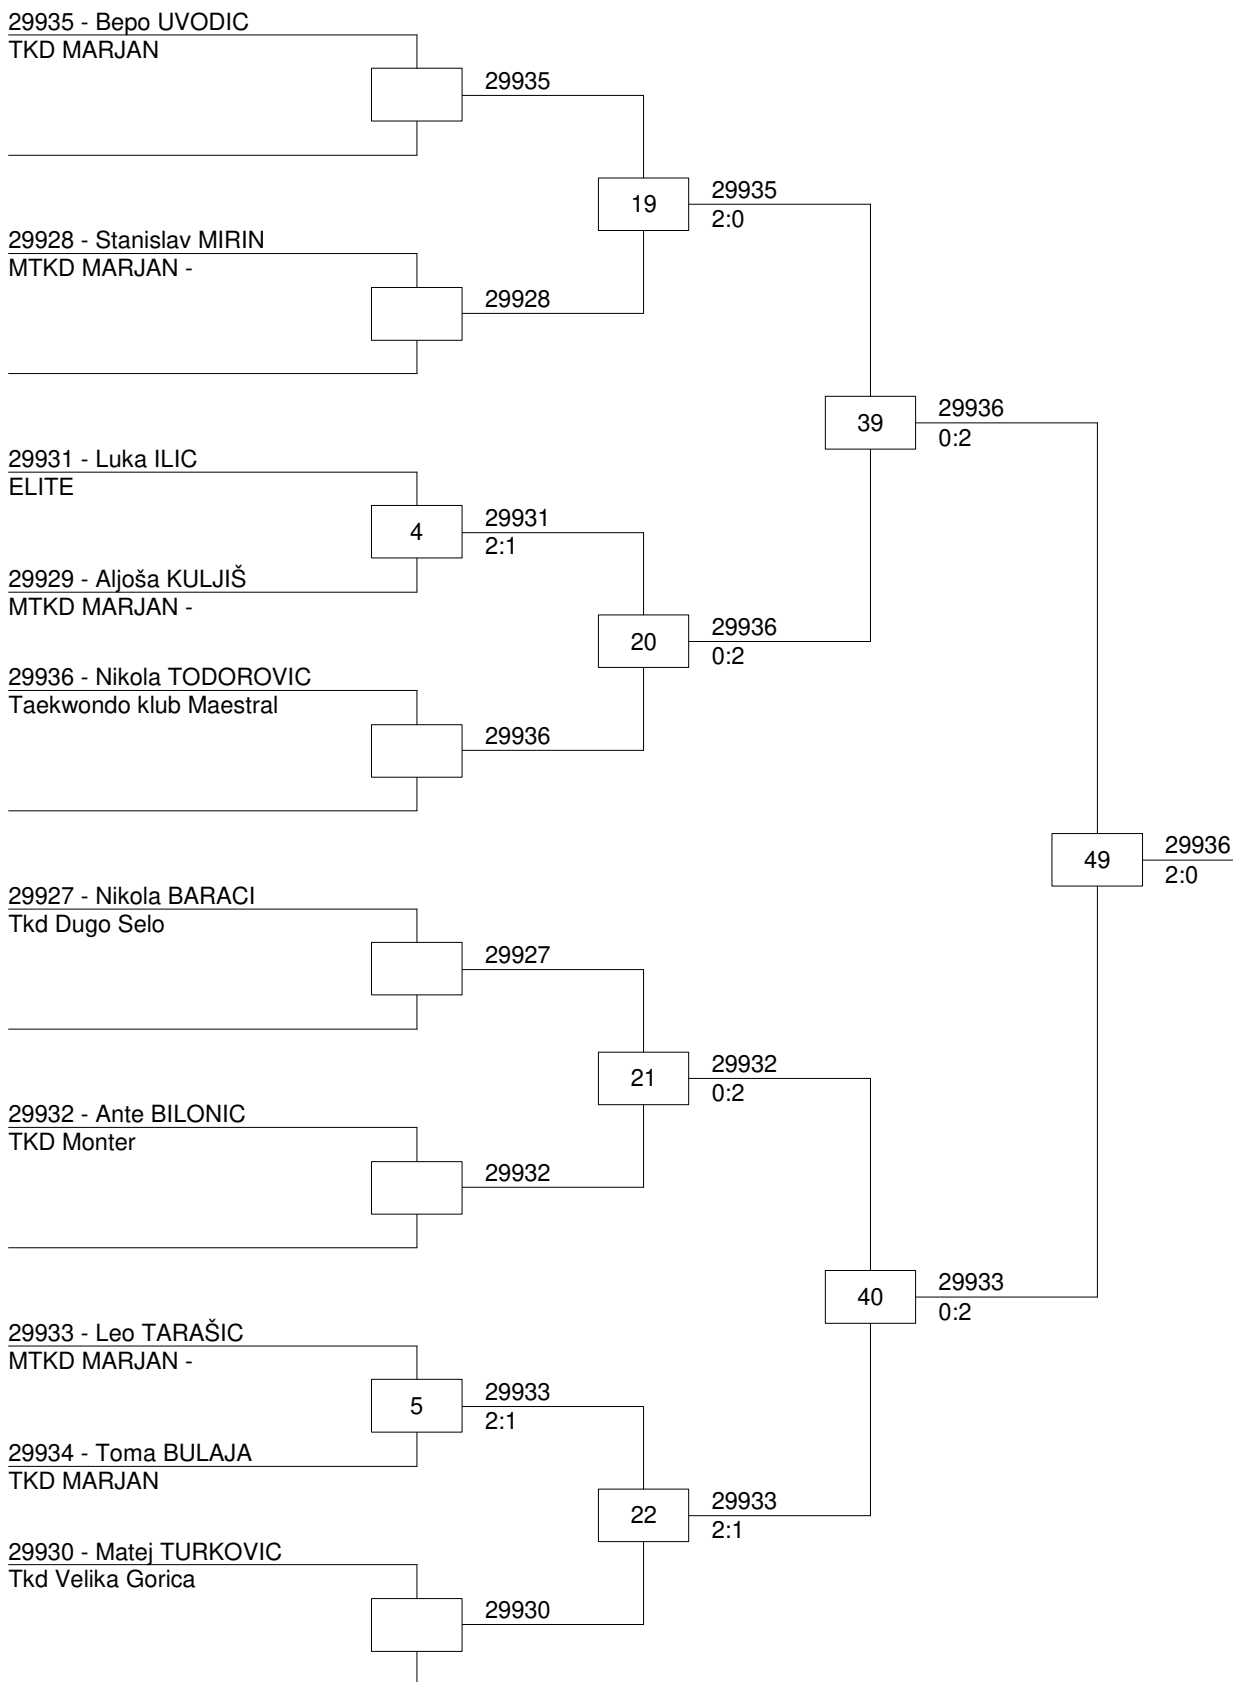 29935 - Bepo UVODIC
TKD MARJAN
29935
19
29935
2:0
29928 - Stanislav MIRIN
MTKD MARJAN -
29928
39
29936
0:2
29931 - Luka ILIC
ELITE
4
29931
2:1
29929 - Aljoša KULJIŠ
MTKD MARJAN -
20
29936
0:2
29936 - Nikola TODOROVIC
Taekwondo klub Maestral
29936
49
29936
2:0
29927 - Nikola BARACI
Tkd Dugo Selo
29927
21
29932
0:2
29932 - Ante BILONIC
TKD Monter
29932
40
29933
0:2
29933 - Leo TARAŠIC
MTKD MARJAN -
5
29933
2:1
29934 - Toma BULAJA
TKD MARJAN
22
29933
2:1
29930 - Matej TURKOVIC
Tkd Velika Gorica
29930